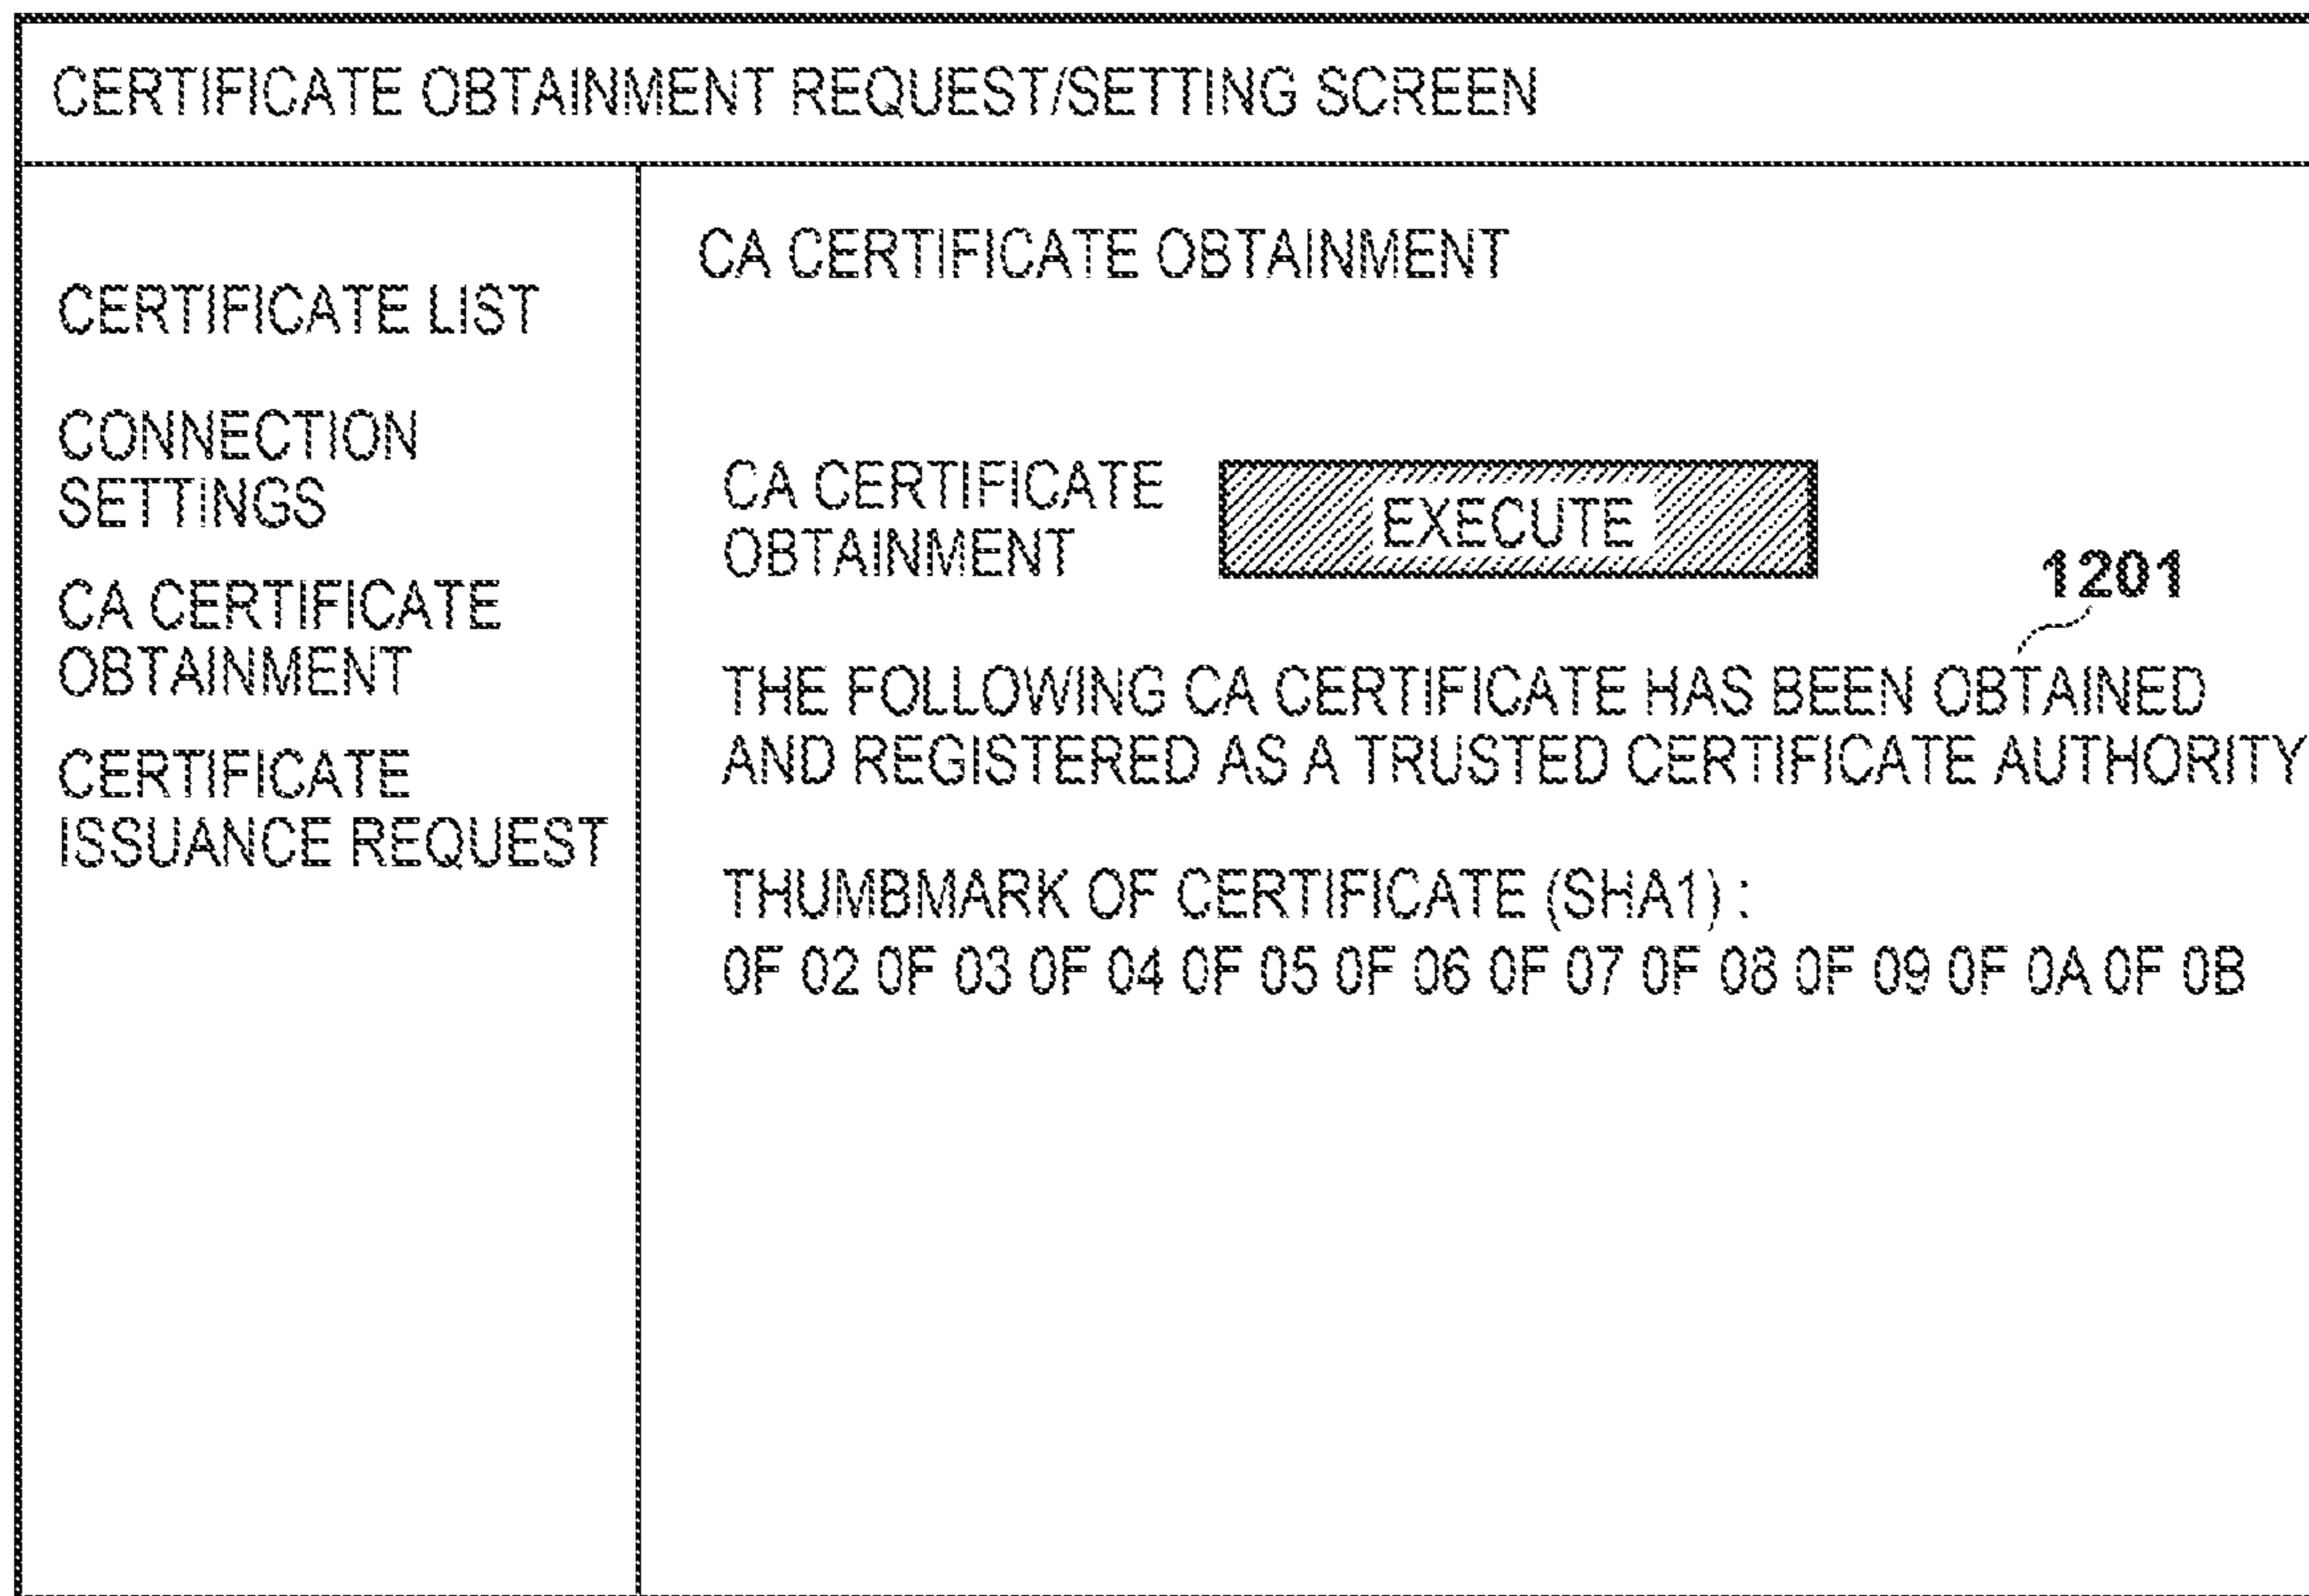 CERTIFICATE OBTAINMENT REQUEST/SETTING SCREEN
CERTIFICATE LIST
CONNECTION
SETTINGS
CA CERTIFICATE
OBTAINMENT
CERTIFICATE
ISSUANCE REQUEST
CA CERTIFICATE OBTAINMENT
CA CERTIFICATE
OBTAINMENT
EXECUTE
1201
THE FOLLOWING CA CERTIFICATE HAS BEEN OBTAINED
AND REGISTERED AS A TRUSTED CERTIFICATE AUTHORITY
THUMBMARK OF CERTIFICATE (SHA1) :
0F 02 0F 03 0F 04 0F 05 0F 06 0F 07 0F 08 0F 09 0F 0A 0F 0B